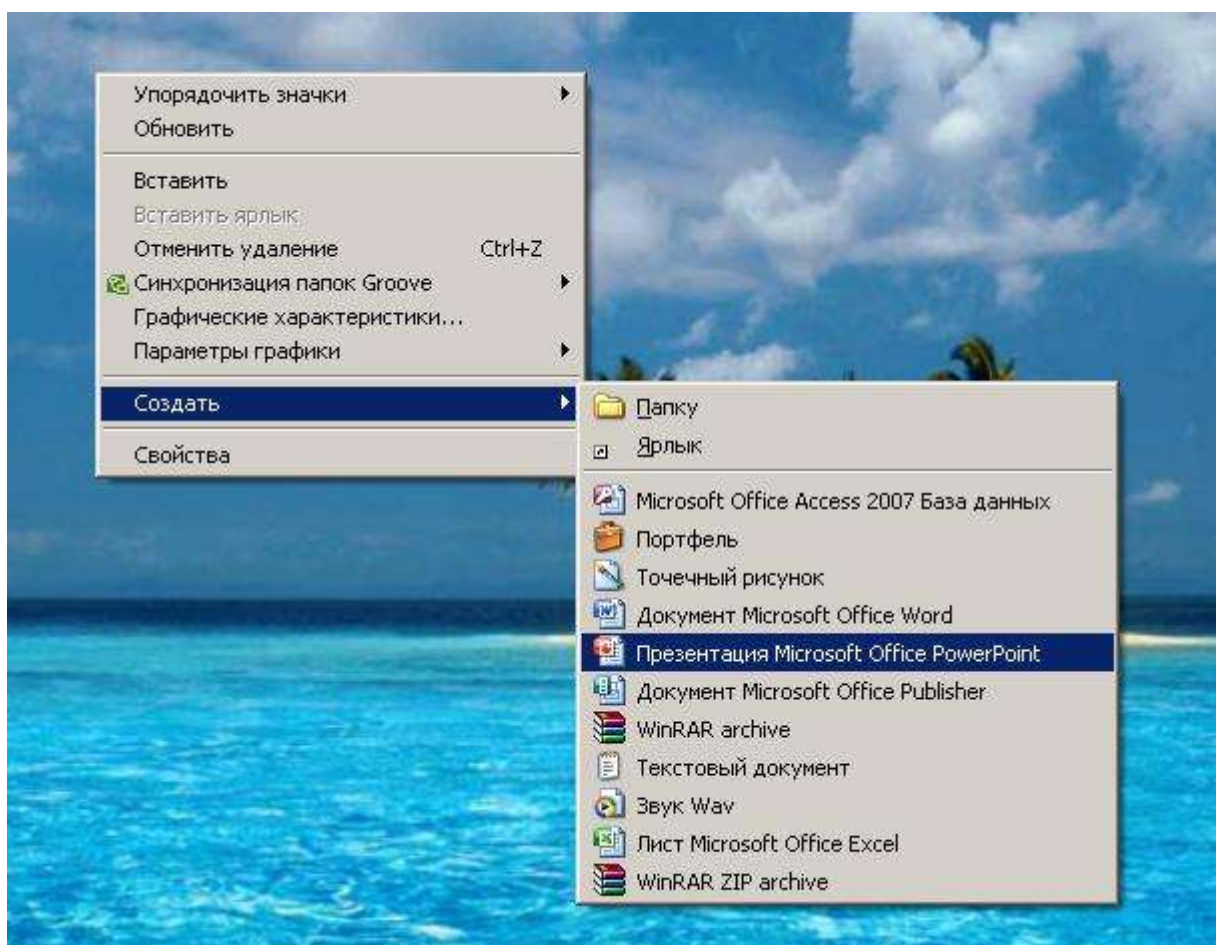 Упорядочить значки
Обновить
Вставить
Вставить ярлык
Отменить удаление Ctrl+Z
Синхронизация папок Groove
Графические характеристики...
Параметры графики
Создать
Свойства
Папку
Ярлык
Microsoft Office Access 2007 База данных
Портфель
Точечный рисунок
Документ Microsoft Office Word
Презентация Microsoft Office PowerPoint
Документ Microsoft Office Publisher
WinRAR archive
Текстовый документ
Звук Wav
Лист Microsoft Office Excel
WinRAR ZIP archive